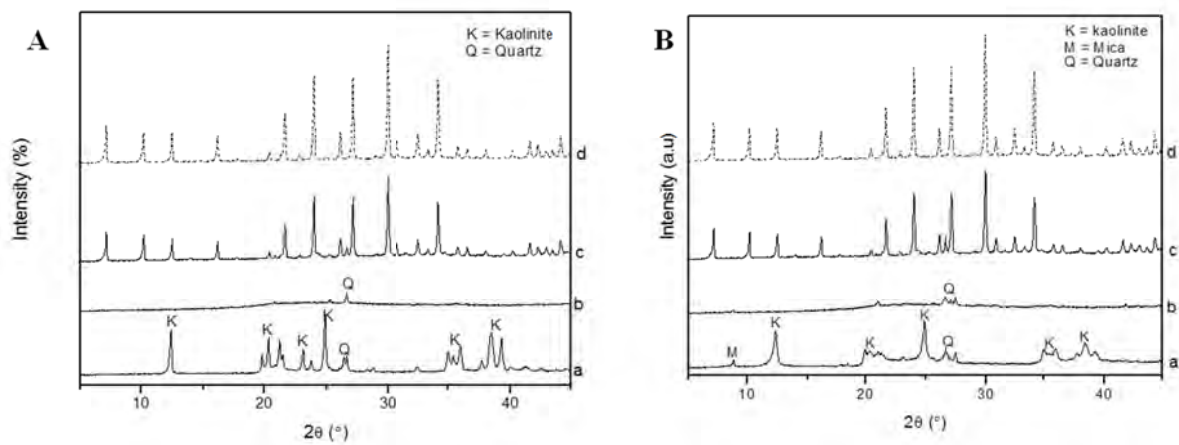 A
K = Kaolinite
Q = Quartz
Intensity (%)
d
c
Q
b
K
K
K
K
Q
K
K
a
10
20
30
40
2θ (°)
B
K = kaolinite
M = Mica
Q = Quartz
Intensity (a.u)
d
c
Q
b
M
K
K
K
Q
K
K
a
10
20
30
40
2θ (°)